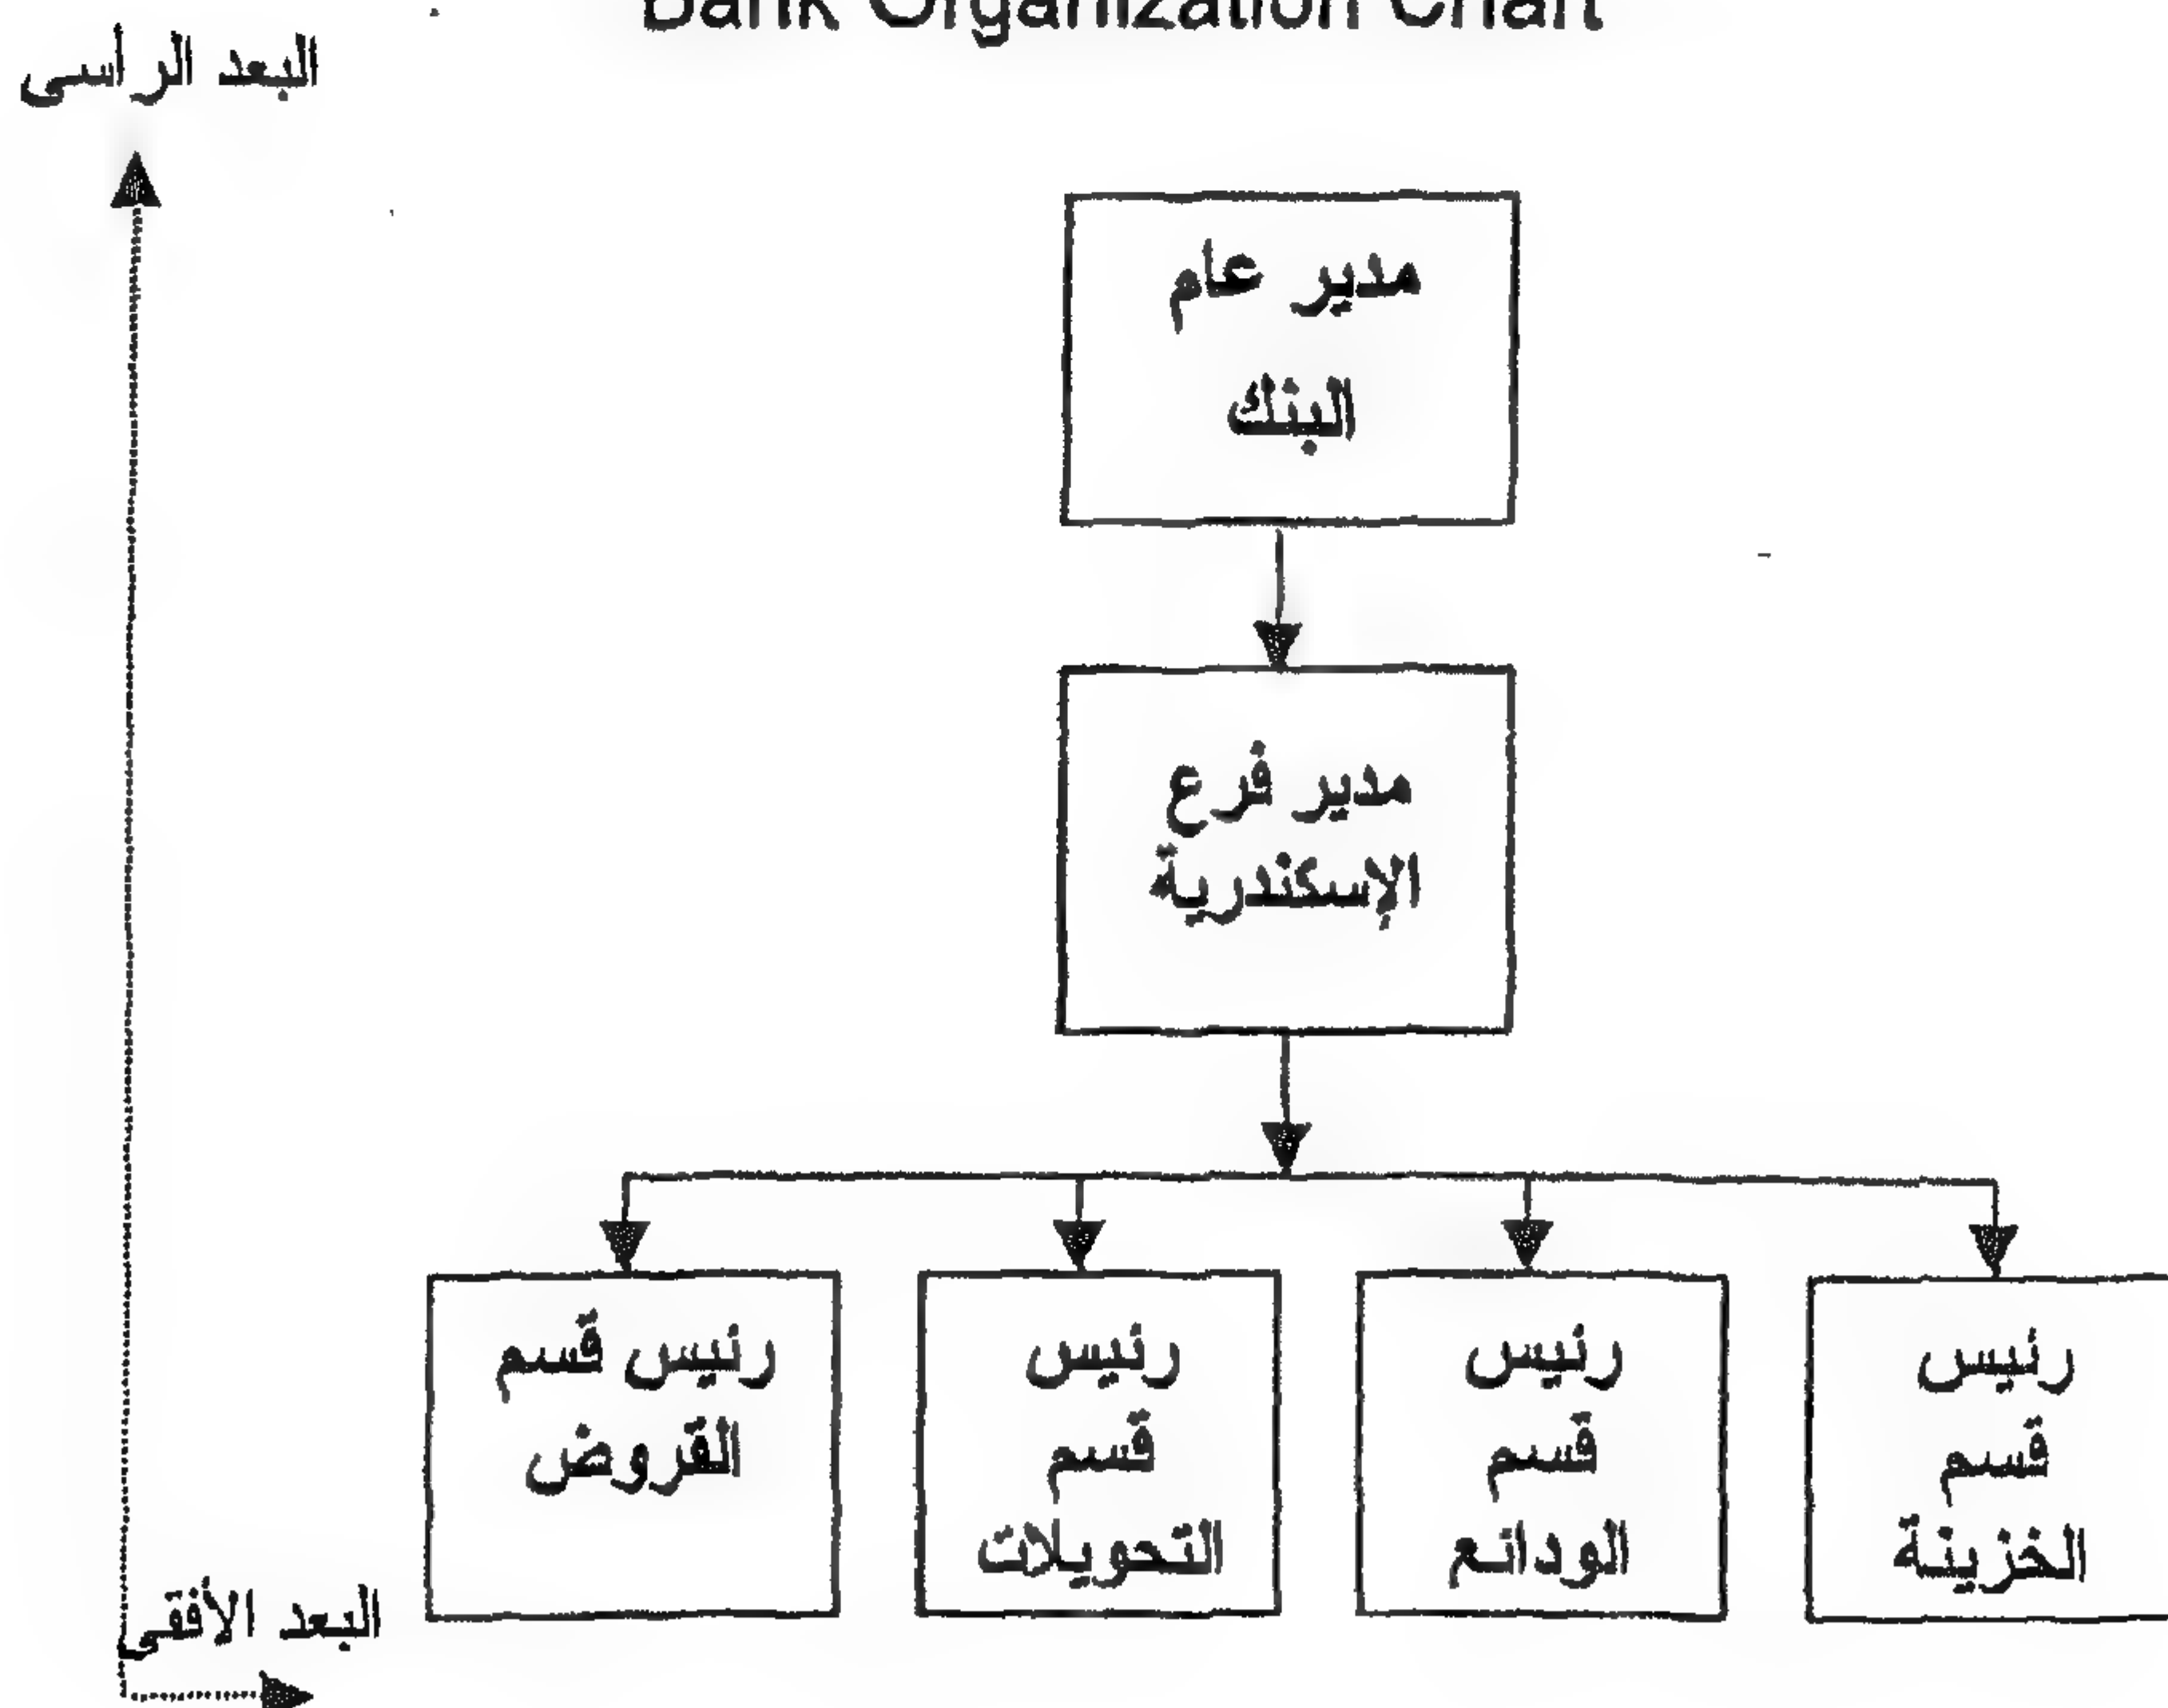 Bank Organization Chart
البعد الرأسى
مدير عام
البنك
مدير فرع
الإسكندرية
رئيس
قسم
الخزينة
رئيس
قسم
الودائع
رئيس
قسم
التحويلات
رئيس قسم
القروض
البعد الأفقى